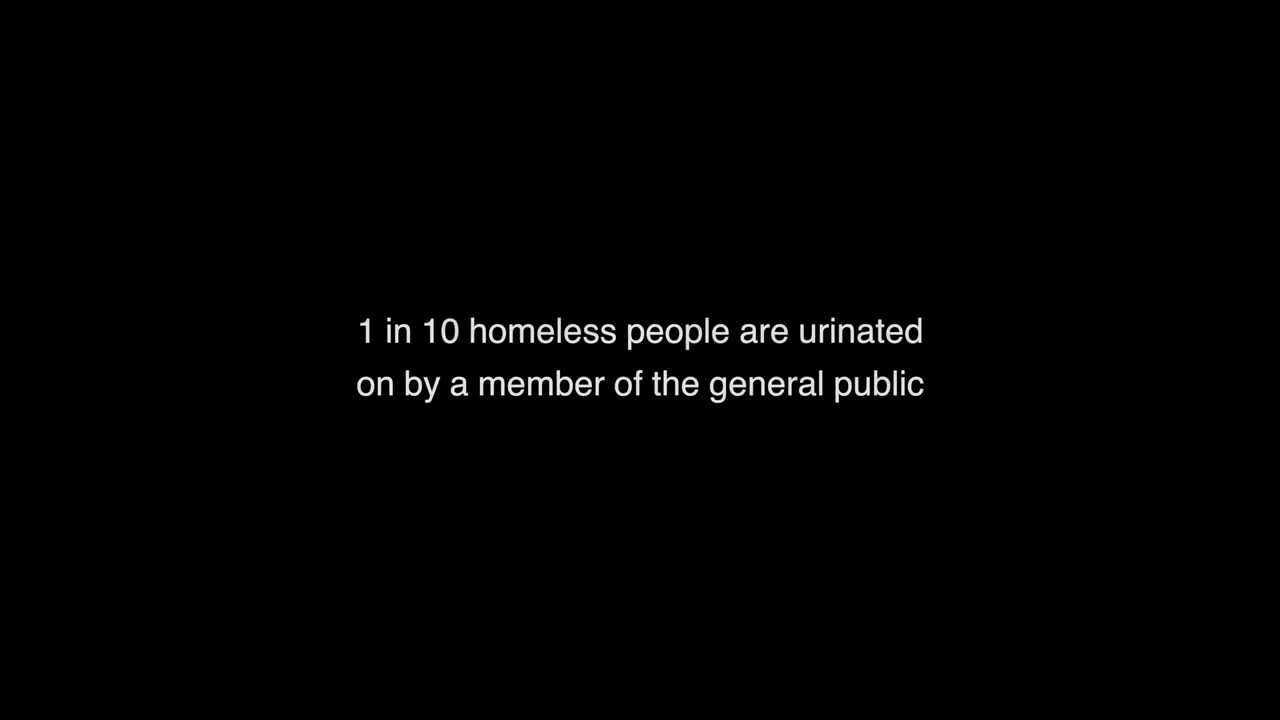 1 in 10 homeless people are urinated
on by a member of the general public